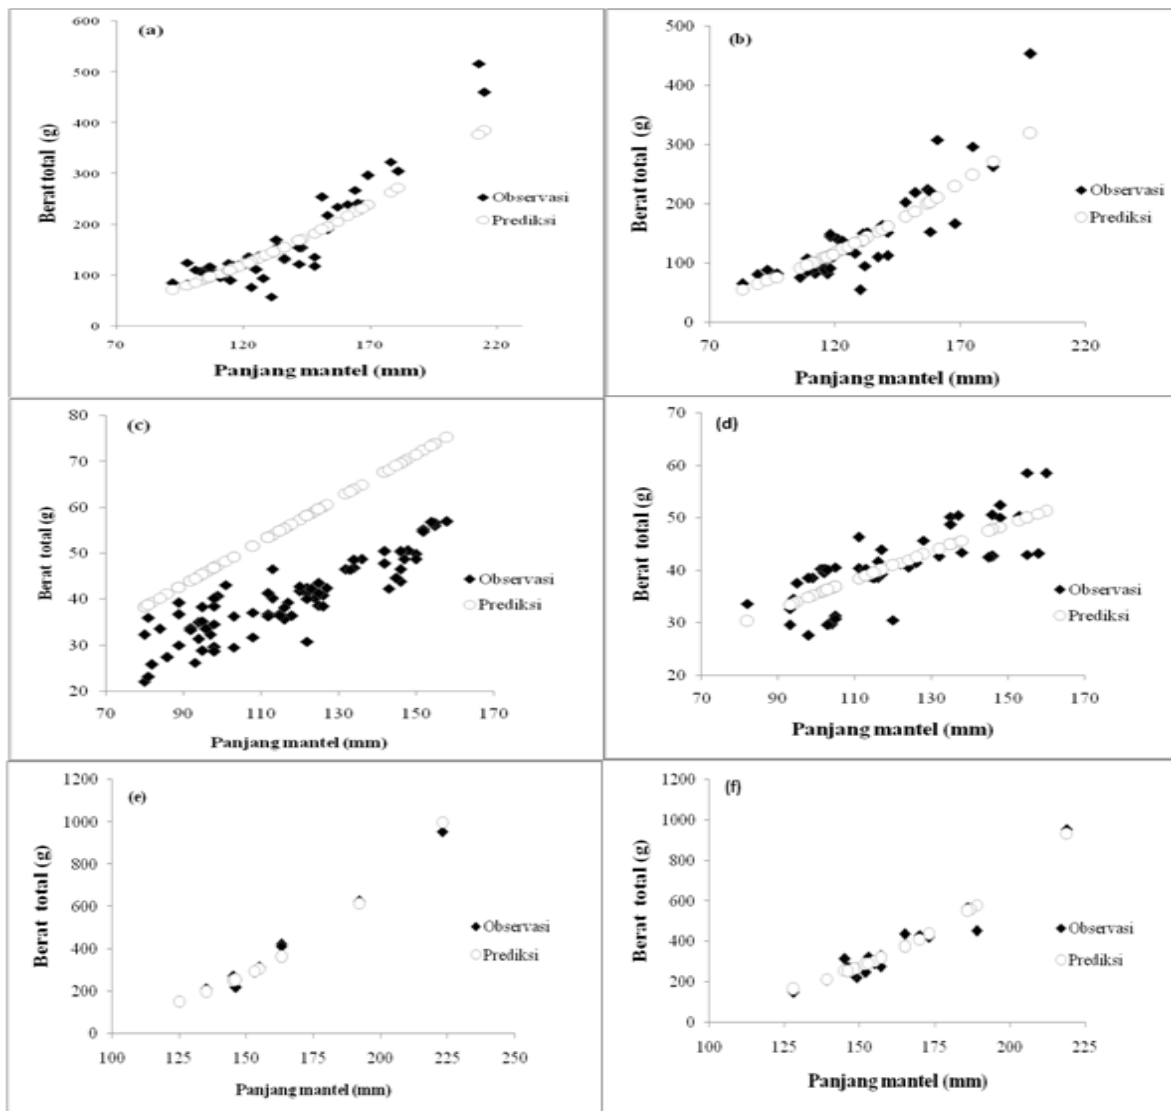 (a)
600
500
400
300
200
100
0
Berat total (g)
70 120 170 220
Panjang mantel (mm)
Observasi
Prediksi
(b)
500
400
300
200
100
0
Berat total (g)
70 120 170 220
Panjang mantel (mm)
Observasi
Prediksi
(c)
80
70
60
50
40
30
20
Berat total (g)
70 90 110 130 150 170
Panjang mantel (mm)
Observasi
Prediksi
(d)
70
60
50
40
30
20
Berat total (g)
70 90 110 130 150 170
Panjang mantel (mm)
Observasi
Prediksi
(e)
1200
1000
800
600
400
200
0
Berat total (g)
100 125 150 175 200 225 250
Panjang mantel (mm)
Observasi
Prediksi
(f)
1200
1000
800
600
400
200
0
Berat total (g)
100 125 150 175 200 225
Panjang mantel (mm)
Observasi
Prediksi